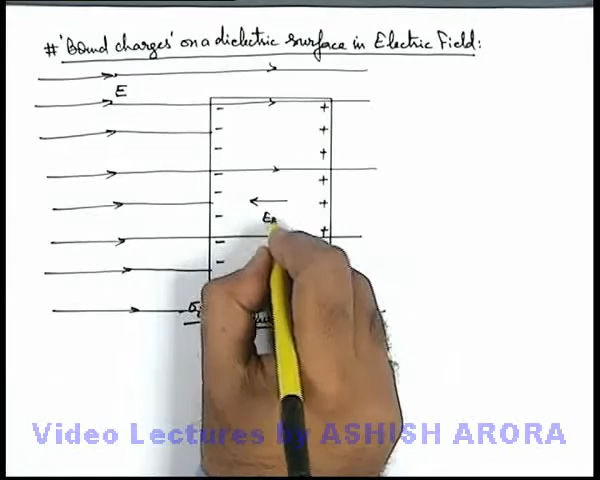 # 'Bound charges' on a dielectric surface in Electric Field:
E
Video Lectures by ASHISH ARORA